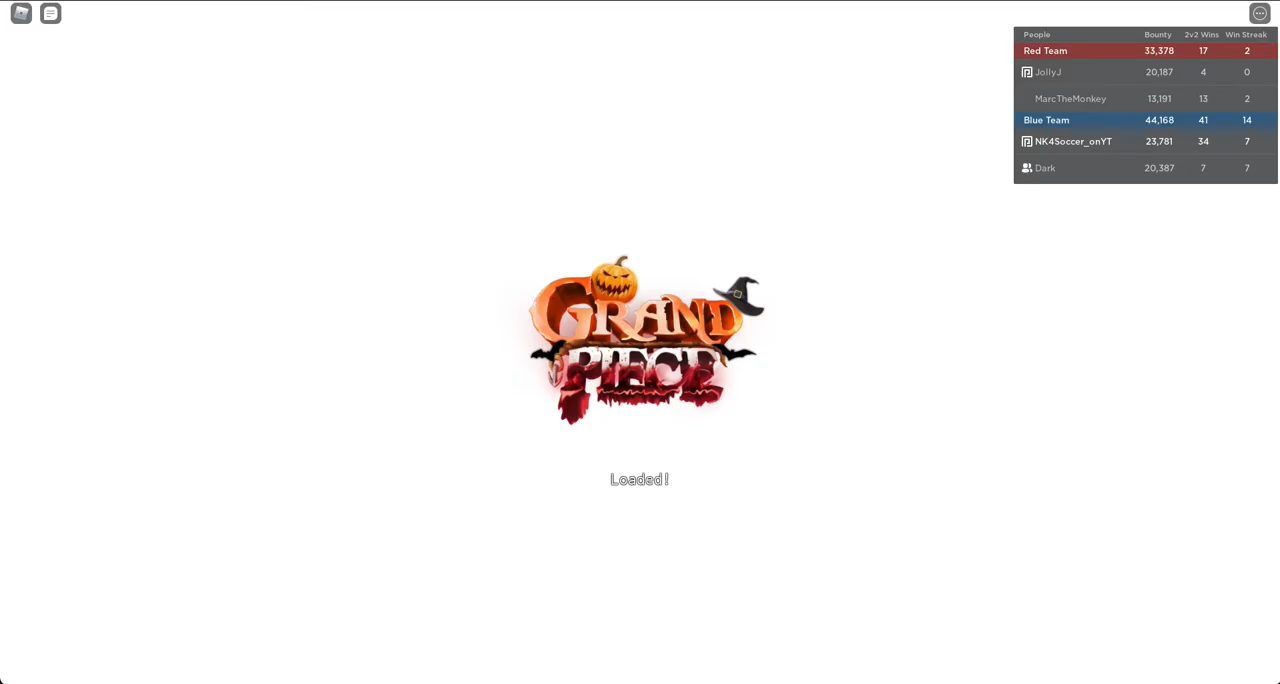 People Bounty 2v2 Wins Win Streak
Red Team 33,378 17 2
JollyJ 20,187 4 0
MarcTheMonkey 13,191 13 2
Blue Team 44,168 41 14
NK4Soccer_onYT 23,781 34 7
Dark 20,387 7 7
GRAND
PIECE
Loaded!